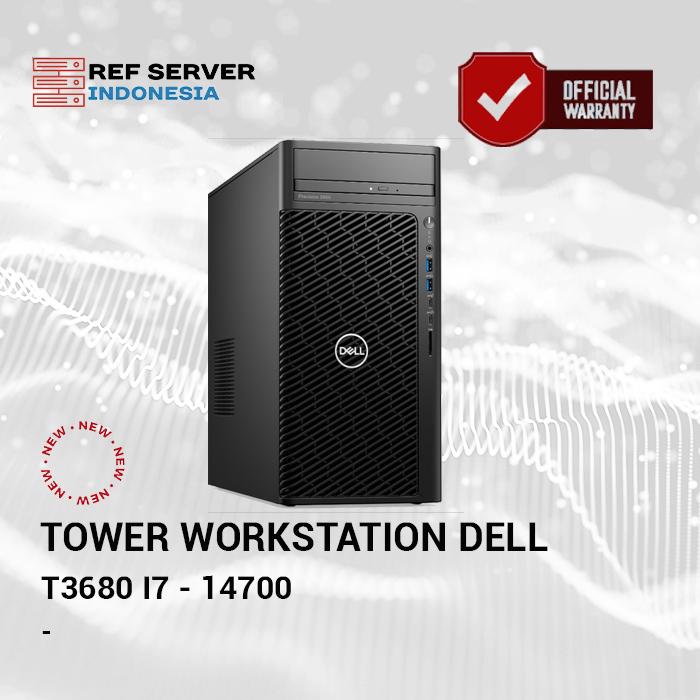 REF SERVER
INDONESIA
OFFICIAL
WARRANTY
DELL
NEW • NEW • NEW • NEW • NEW •
TOWER WORKSTATION DELL
T3680 I7 - 14700
-